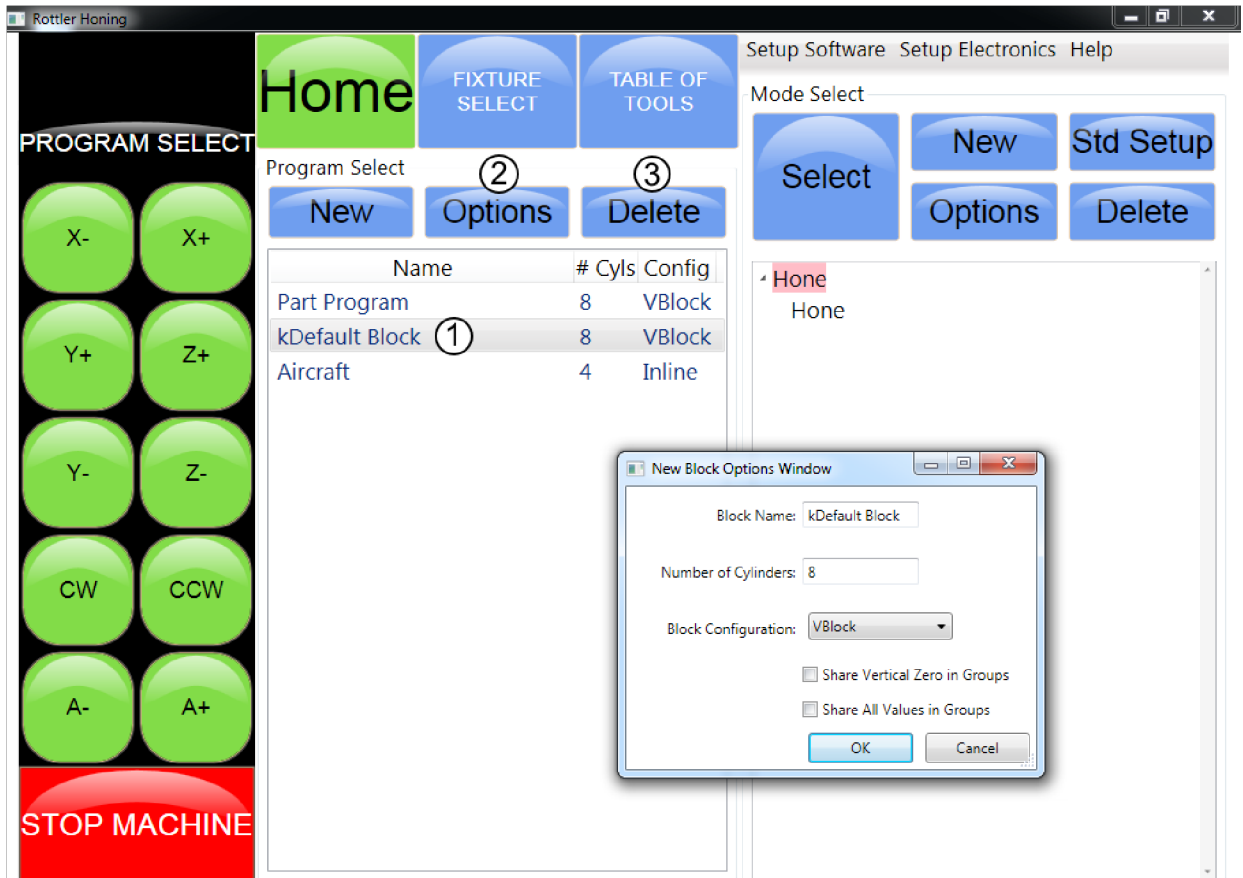 Rottler Honing
PROGRAM SELECT
X-
X+
Y+
Z+
Y-
Z-
CW
CCW
A-
A+
STOP MACHINE
Home
FIXTURE
SELECT
TABLE OF
TOOLS
Program Select
2
3
New
Options
Delete
Name # Cyls Config
Part Program 8 VBlock
kDefault Block 1 8 VBlock
Aircraft 4 Inline
Setup Software Setup Electronics Help
Mode Select
Select
New
Std Setup
Options
Delete
Hone
Hone
New Block Options Window
Block Name: kDefault Block
Number of Cylinders: 8
Block Configuration: VBlock
Share Vertical Zero in Groups
Share All Values in Groups
OK
Cancel